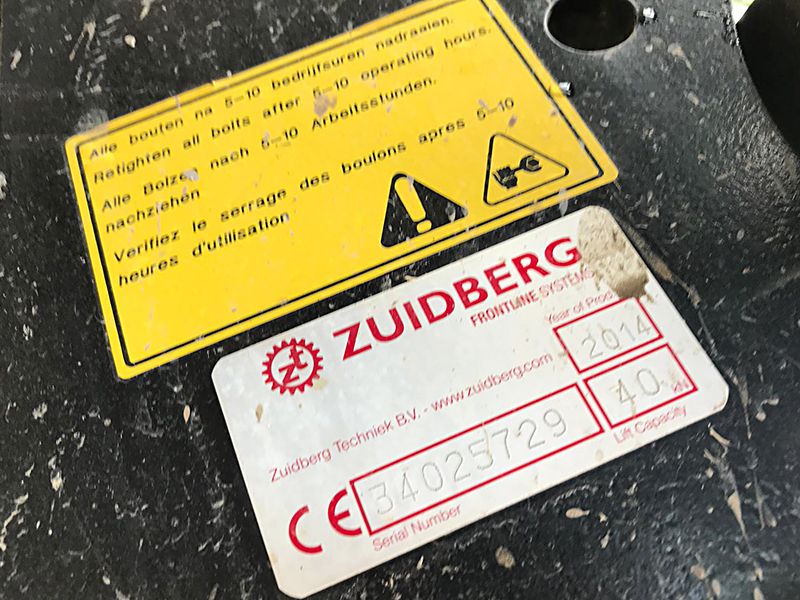 Alle bouten na 5-10 bedrijfsuren nadraaien.
Retighten all bolts after 5-10 operating hours.
Alle Bolzen nach 5-10 Arbeitsstunden.
nachziehen
Verifiez le serrage des boulons apres 5-10
heures d'utilisation
zt
ZUIDBERG
FRONTLINE SYSTEMS
Zuidberg Techniek B.V. - www.zuidberg.com
Year of Prod
2014
CE
34025729
40 kN
Serial Number
Lift Capacity